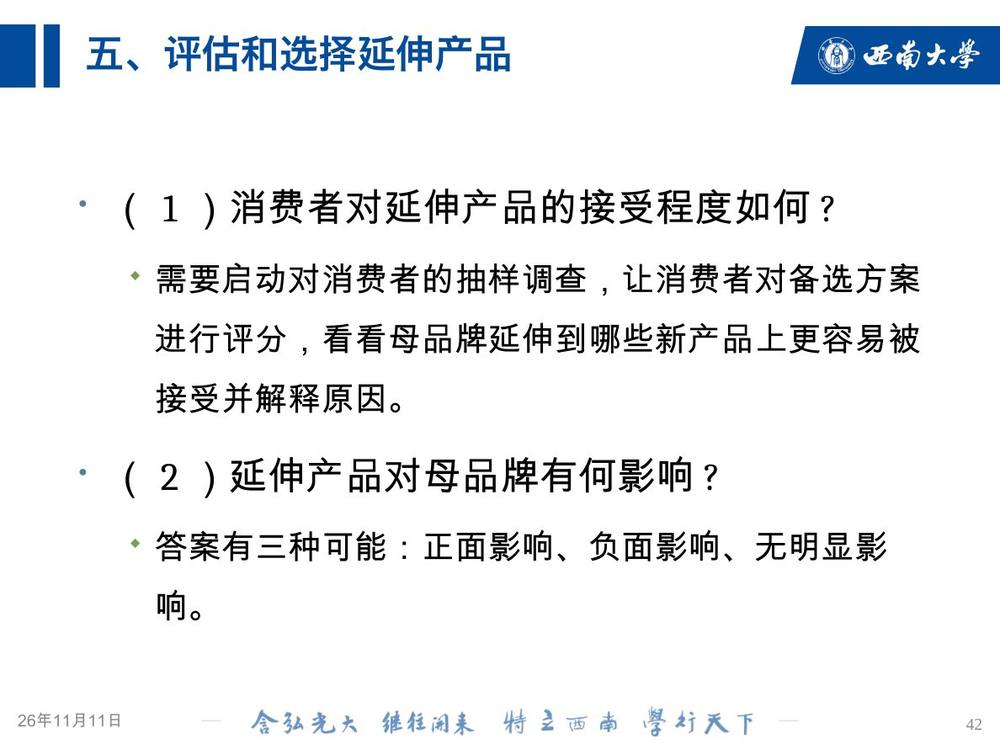 五、评估和选择延伸产品
西南大学
（1）消费者对延伸产品的接受程度如何？
需要启动对消费者的抽样调查，让消费者对备选方案
进行评分，看看母品牌延伸到哪些新产品上更容易被
接受并解释原因。
（2）延伸产品对母品牌有何影响？
答案有三种可能：正面影响、负面影响、无明显影
响。
26年11月11日
含弘光大 继往开来 特立西南 學行天下
42